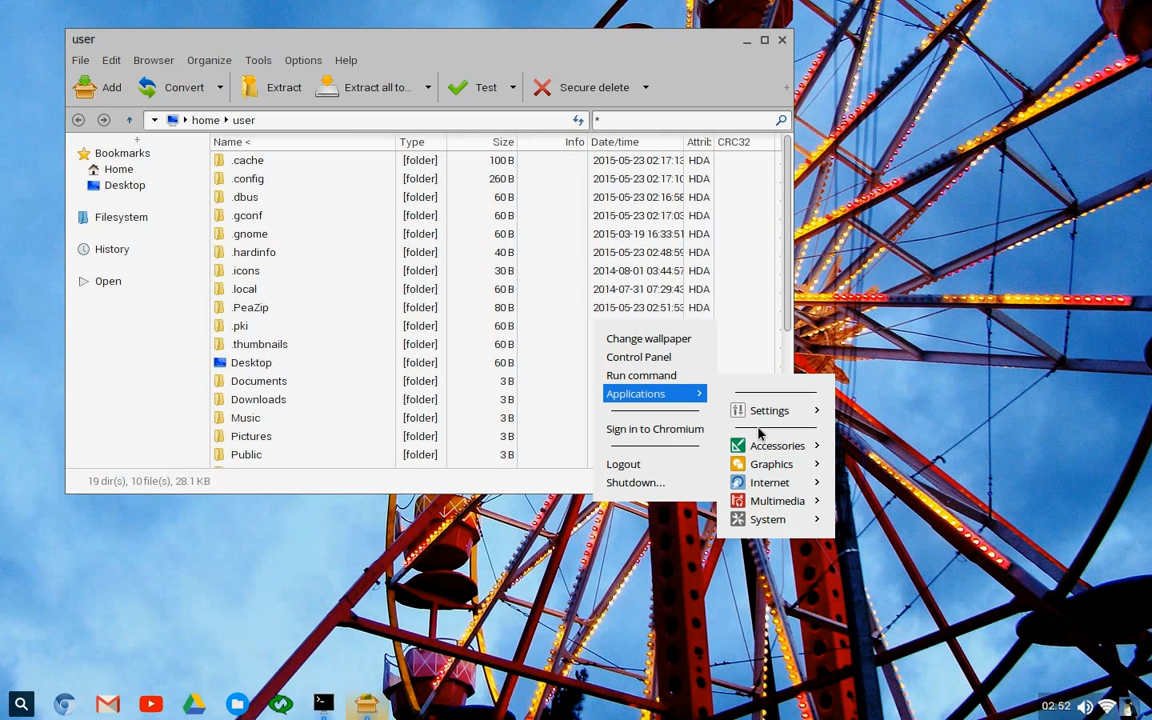 user
File Edit Browser Organize Tools Options Help
Add Convert Extract Extract all to... Test Secure delete +
home user *
Name < Type Size Info Date/time Attrib CRC32
Bookmarks
Home
Desktop
Filesystem
History
Open
.cache [folder] 100 B 2015-05-23 02:17:13 HDA
.config [folder] 260 B 2015-05-23 02:17:10 HDA
.dbus [folder] 60 B 2015-05-23 02:16:58 HDA
.gconf [folder] 60 B 2015-05-23 02:17:03 HDA
.gnome [folder] 60 B 2015-03-19 16:33:51 HDA
.hardinfo [folder] 40 B 2015-05-23 02:48:59 HDA
.icons [folder] 30 B 2014-08-01 03:44:57 HDA
.local [folder] 60 B 2014-07-31 07:29:43 HDA
.PeaZip [folder] 80 B 2015-05-23 02:51:53 HDA
.pki [folder] 60 B
.thumbnails [folder] 60 B
Desktop [folder] 60 B
Documents [folder] 3 B
Downloads [folder] 3 B
Music [folder] 3 B
Pictures [folder] 3 B
Public [folder] 3 B
19 dir(s), 10 file(s), 28.1 KB
Change wallpaper
Control Panel
Run command
Applications
Sign in to Chromium
Logout
Shutdown...
Settings
Accessories
Graphics
Internet
Multimedia
System
02:52